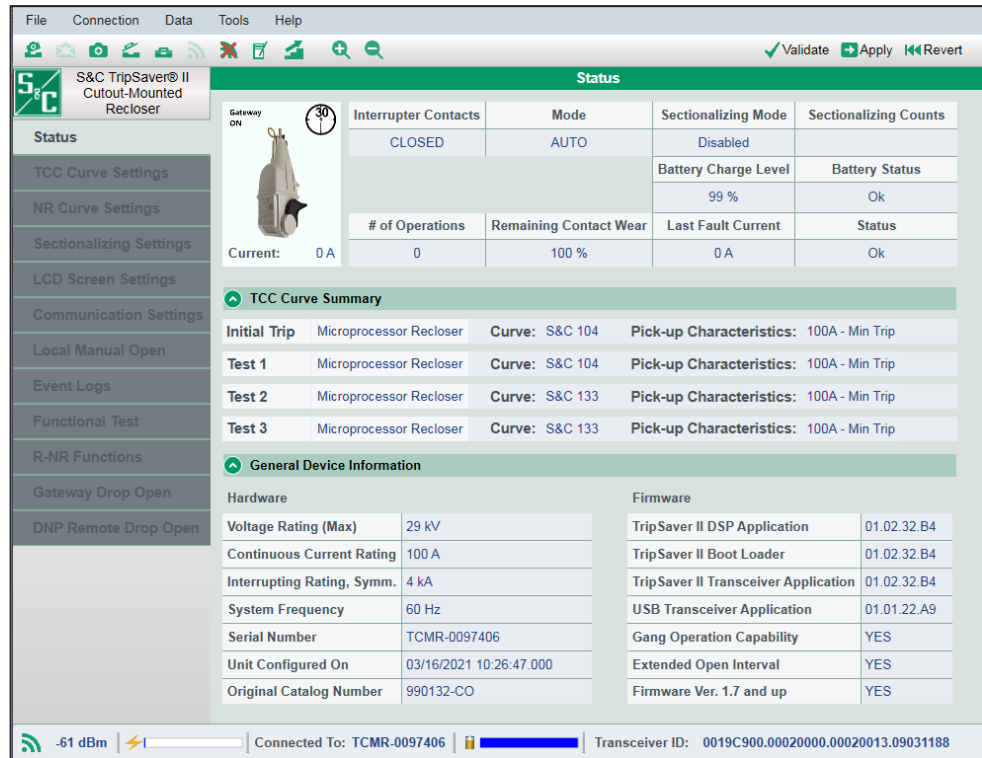 File Connection Data Tools Help
Validate Apply Revert
S&C TripSaver® II
Cutout-Mounted
Recloser
Status
Status
TCC Curve Settings
NR Curve Settings
Sectionalizing Settings
LCD Screen Settings
Communication Settings
Local Manual Open
Event Logs
Functional Test
R-NR Functions
Gateway Drop Open
DNP Remote Drop Open
Gateway
ON
30
Current: 0 A
Interrupter Contacts Mode Sectionalizing Mode Sectionalizing Counts
CLOSED AUTO Disabled
Battery Charge Level Battery Status
99 % Ok
# of Operations Remaining Contact Wear Last Fault Current Status
0 100 % 0 A Ok
TCC Curve Summary
Initial Trip Microprocessor Recloser Curve: S&C 104 Pick-up Characteristics: 100A - Min Trip
Test 1 Microprocessor Recloser Curve: S&C 104 Pick-up Characteristics: 100A - Min Trip
Test 2 Microprocessor Recloser Curve: S&C 133 Pick-up Characteristics: 100A - Min Trip
Test 3 Microprocessor Recloser Curve: S&C 133 Pick-up Characteristics: 100A - Min Trip
General Device Information
Hardware
Voltage Rating (Max) 29 kV
Continuous Current Rating 100 A
Interrupting Rating, Symm. 4 kA
System Frequency 60 Hz
Serial Number TCMR-0097406
Unit Configured On 03/16/2021 10:26:47.000
Original Catalog Number 990132-CO
Firmware
TripSaver II DSP Application 01.02.32.B4
TripSaver II Boot Loader 01.02.32.B4
TripSaver II Transceiver Application 01.02.32.B4
USB Transceiver Application 01.01.22.A9
Gang Operation Capability YES
Extended Open Interval YES
Firmware Ver. 1.7 and up YES
-61 dBm Connected To: TCMR-0097406 Transceiver ID: 0019C900.00020000.00020013.09031188